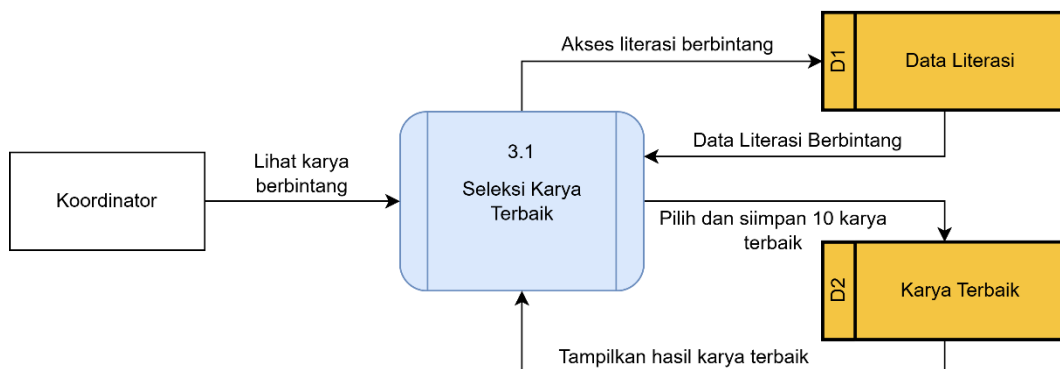 Akses literasi berbintang
D1
Data Literasi
Data Literasi Berbintang
3.1
Seleksi Karya
Terbaik
Lihat karya
berbintang
Koordinator
Pilih dan siimpan 10 karya
terbaik
D2
Karya Terbaik
Tampilkan hasil karya terbaik